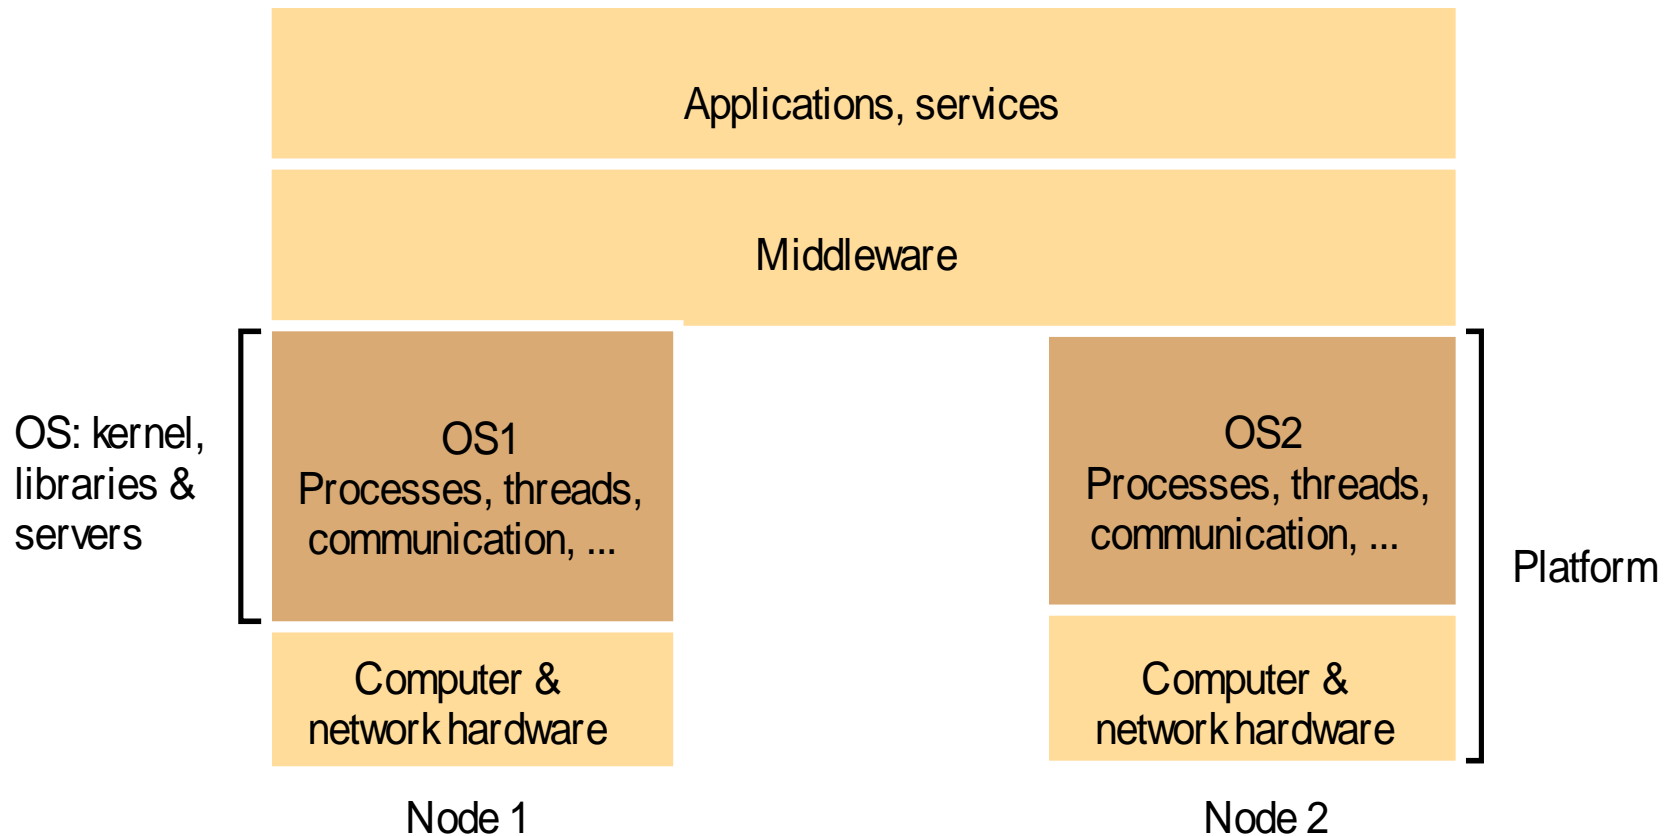 Applications, services
Middleware
OS: kernel,
libraries &
servers
OS1
Processes, threads,
communication, ...
OS2
Processes, threads,
communication, ...
Platform
Computer &
network hardware
Computer &
network hardware
Node 1
Node 2